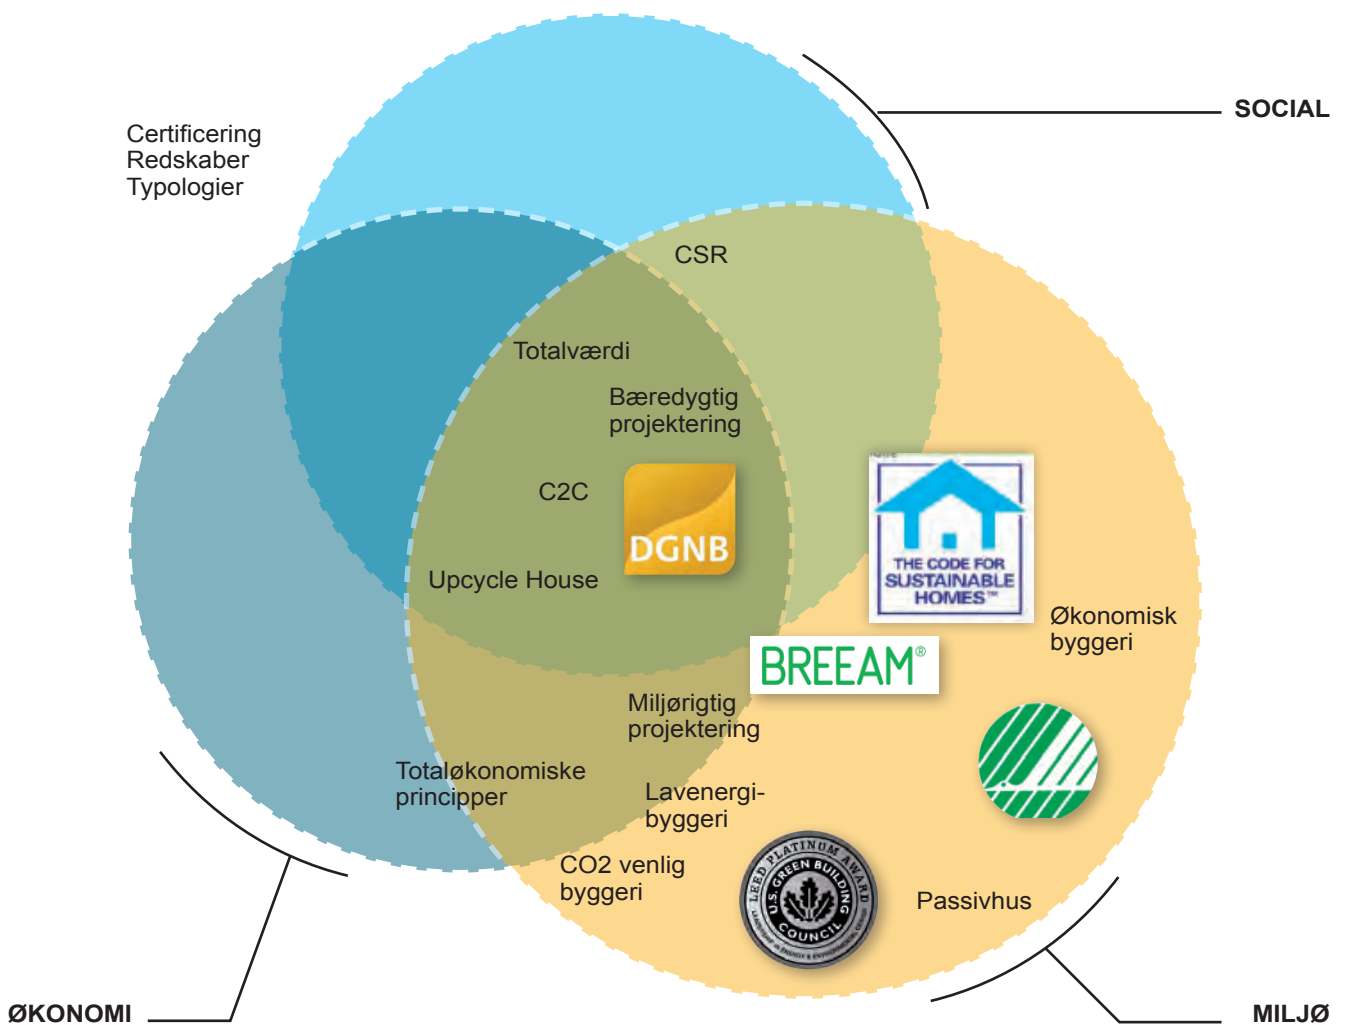 SOCIAL
Certificering
Redskaber
Typologier
CSR
Totalværdi
Bæredygtig
projektering
C2C
DGNB
Upcycle House
THE CODE FOR
SUSTAINABLE
HOMES™
Økonomisk
byggeri
BREEAM®
Miljørigtig
projektering
Totaløkonomiske
principper
Lavenergi-
byggeri
CO2 venlig
byggeri
LEED PLATINUM AWARD
U.S. GREEN BUILDING
COUNCIL
Passivhus
ØKONOMI
MILJØ